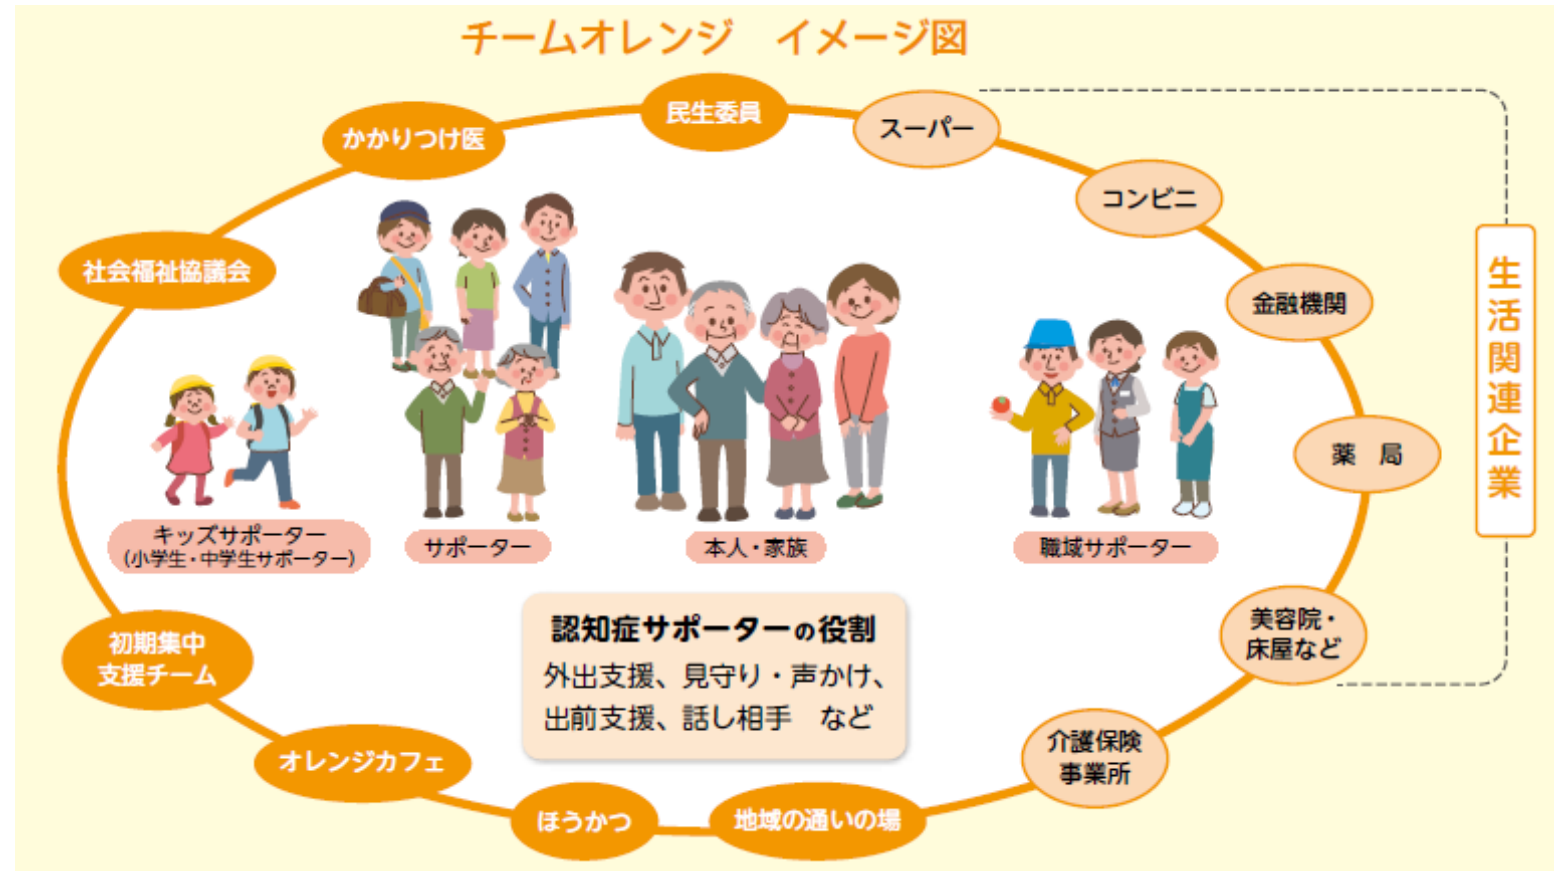 チームオレンジ　イメージ図
民生委員
かかりつけ医
スーパー
コンビニ
社会福祉協議会
金融機関
生活関連企業
薬　局
キッズサポーター
（小学生・中学生サポーター）
サポーター
本人・家族
職域サポーター
美容院・
床屋など
初期集中
支援チーム
認知症サポーターの役割
外出支援、見守り・声かけ、
出前支援、話し相手　など
介護保険
事業所
オレンジカフェ
ほうかつ
地域の通いの場